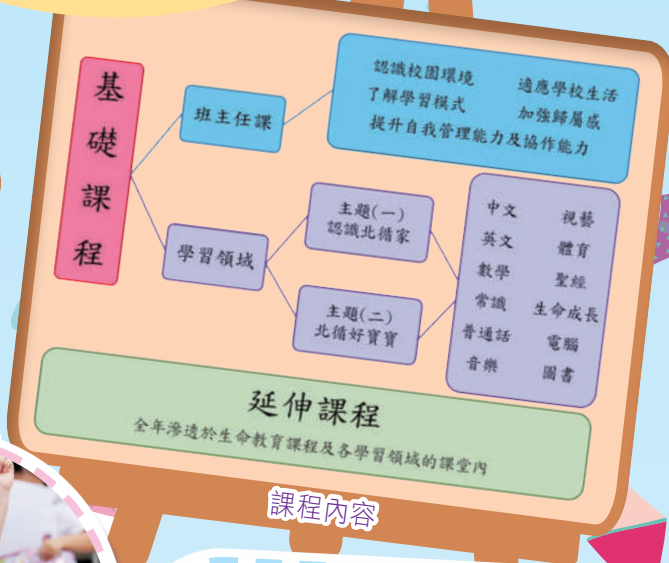 基礎課程
班主任課
認識校園環境 適應學校生活
了解學習模式 加強歸屬感
提升自我管理能力及協作能力
學習領域
主題(一)
認識北循家
主題(二)
北循好寶寶
中文 視藝
英文 體育
數學 聖經
常識 生命成長
普通話 電腦
音樂 圖書
延伸課程
全年滲透於生命教育課程及各學習領域的課堂內
課程內容